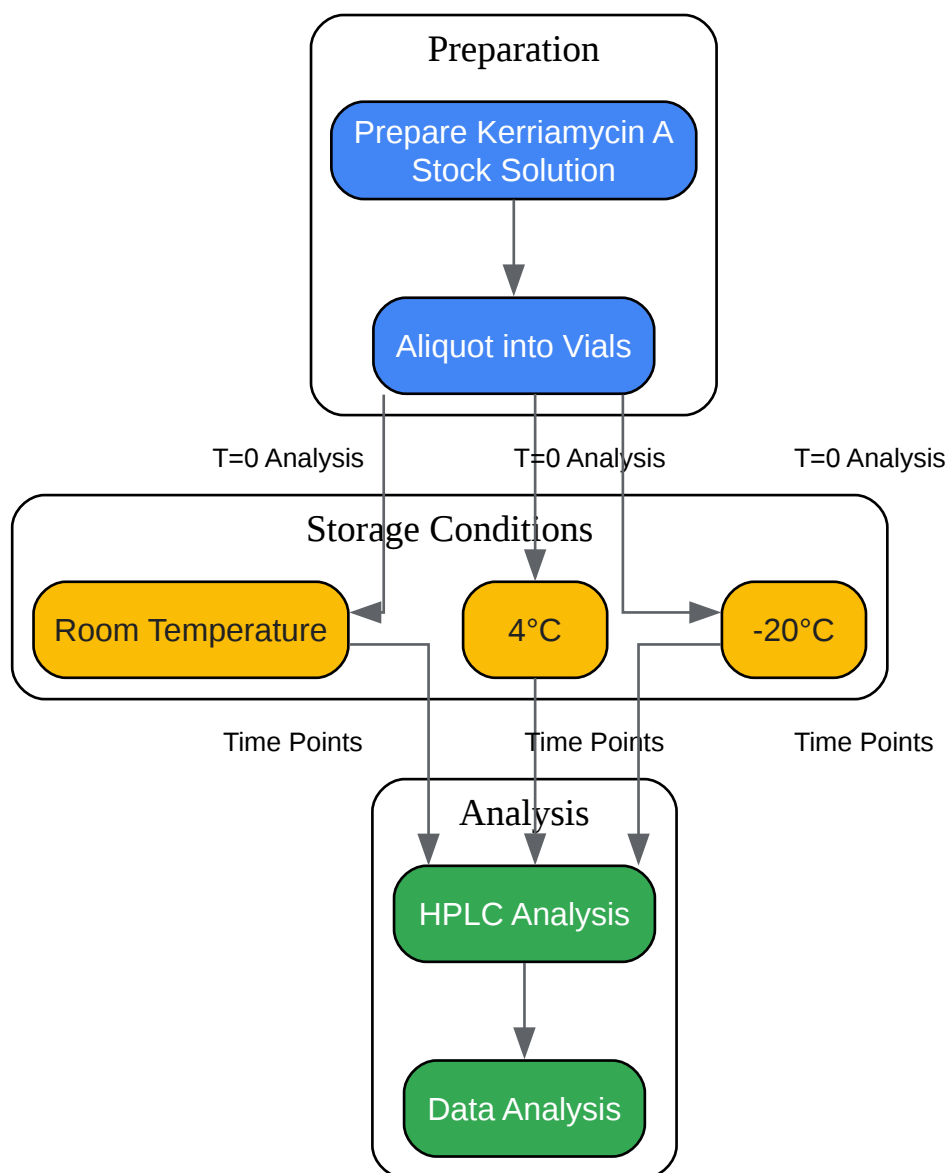 Preparation
Prepare Kerriamycin A
Stock Solution
Aliquot into Vials
T=0 Analysis
T=0 Analysis
T=0 Analysis
Storage Conditions
Room Temperature
4°C
-20°C
Time Points
Time Points
Time Points
Analysis
HPLC Analysis
Data Analysis